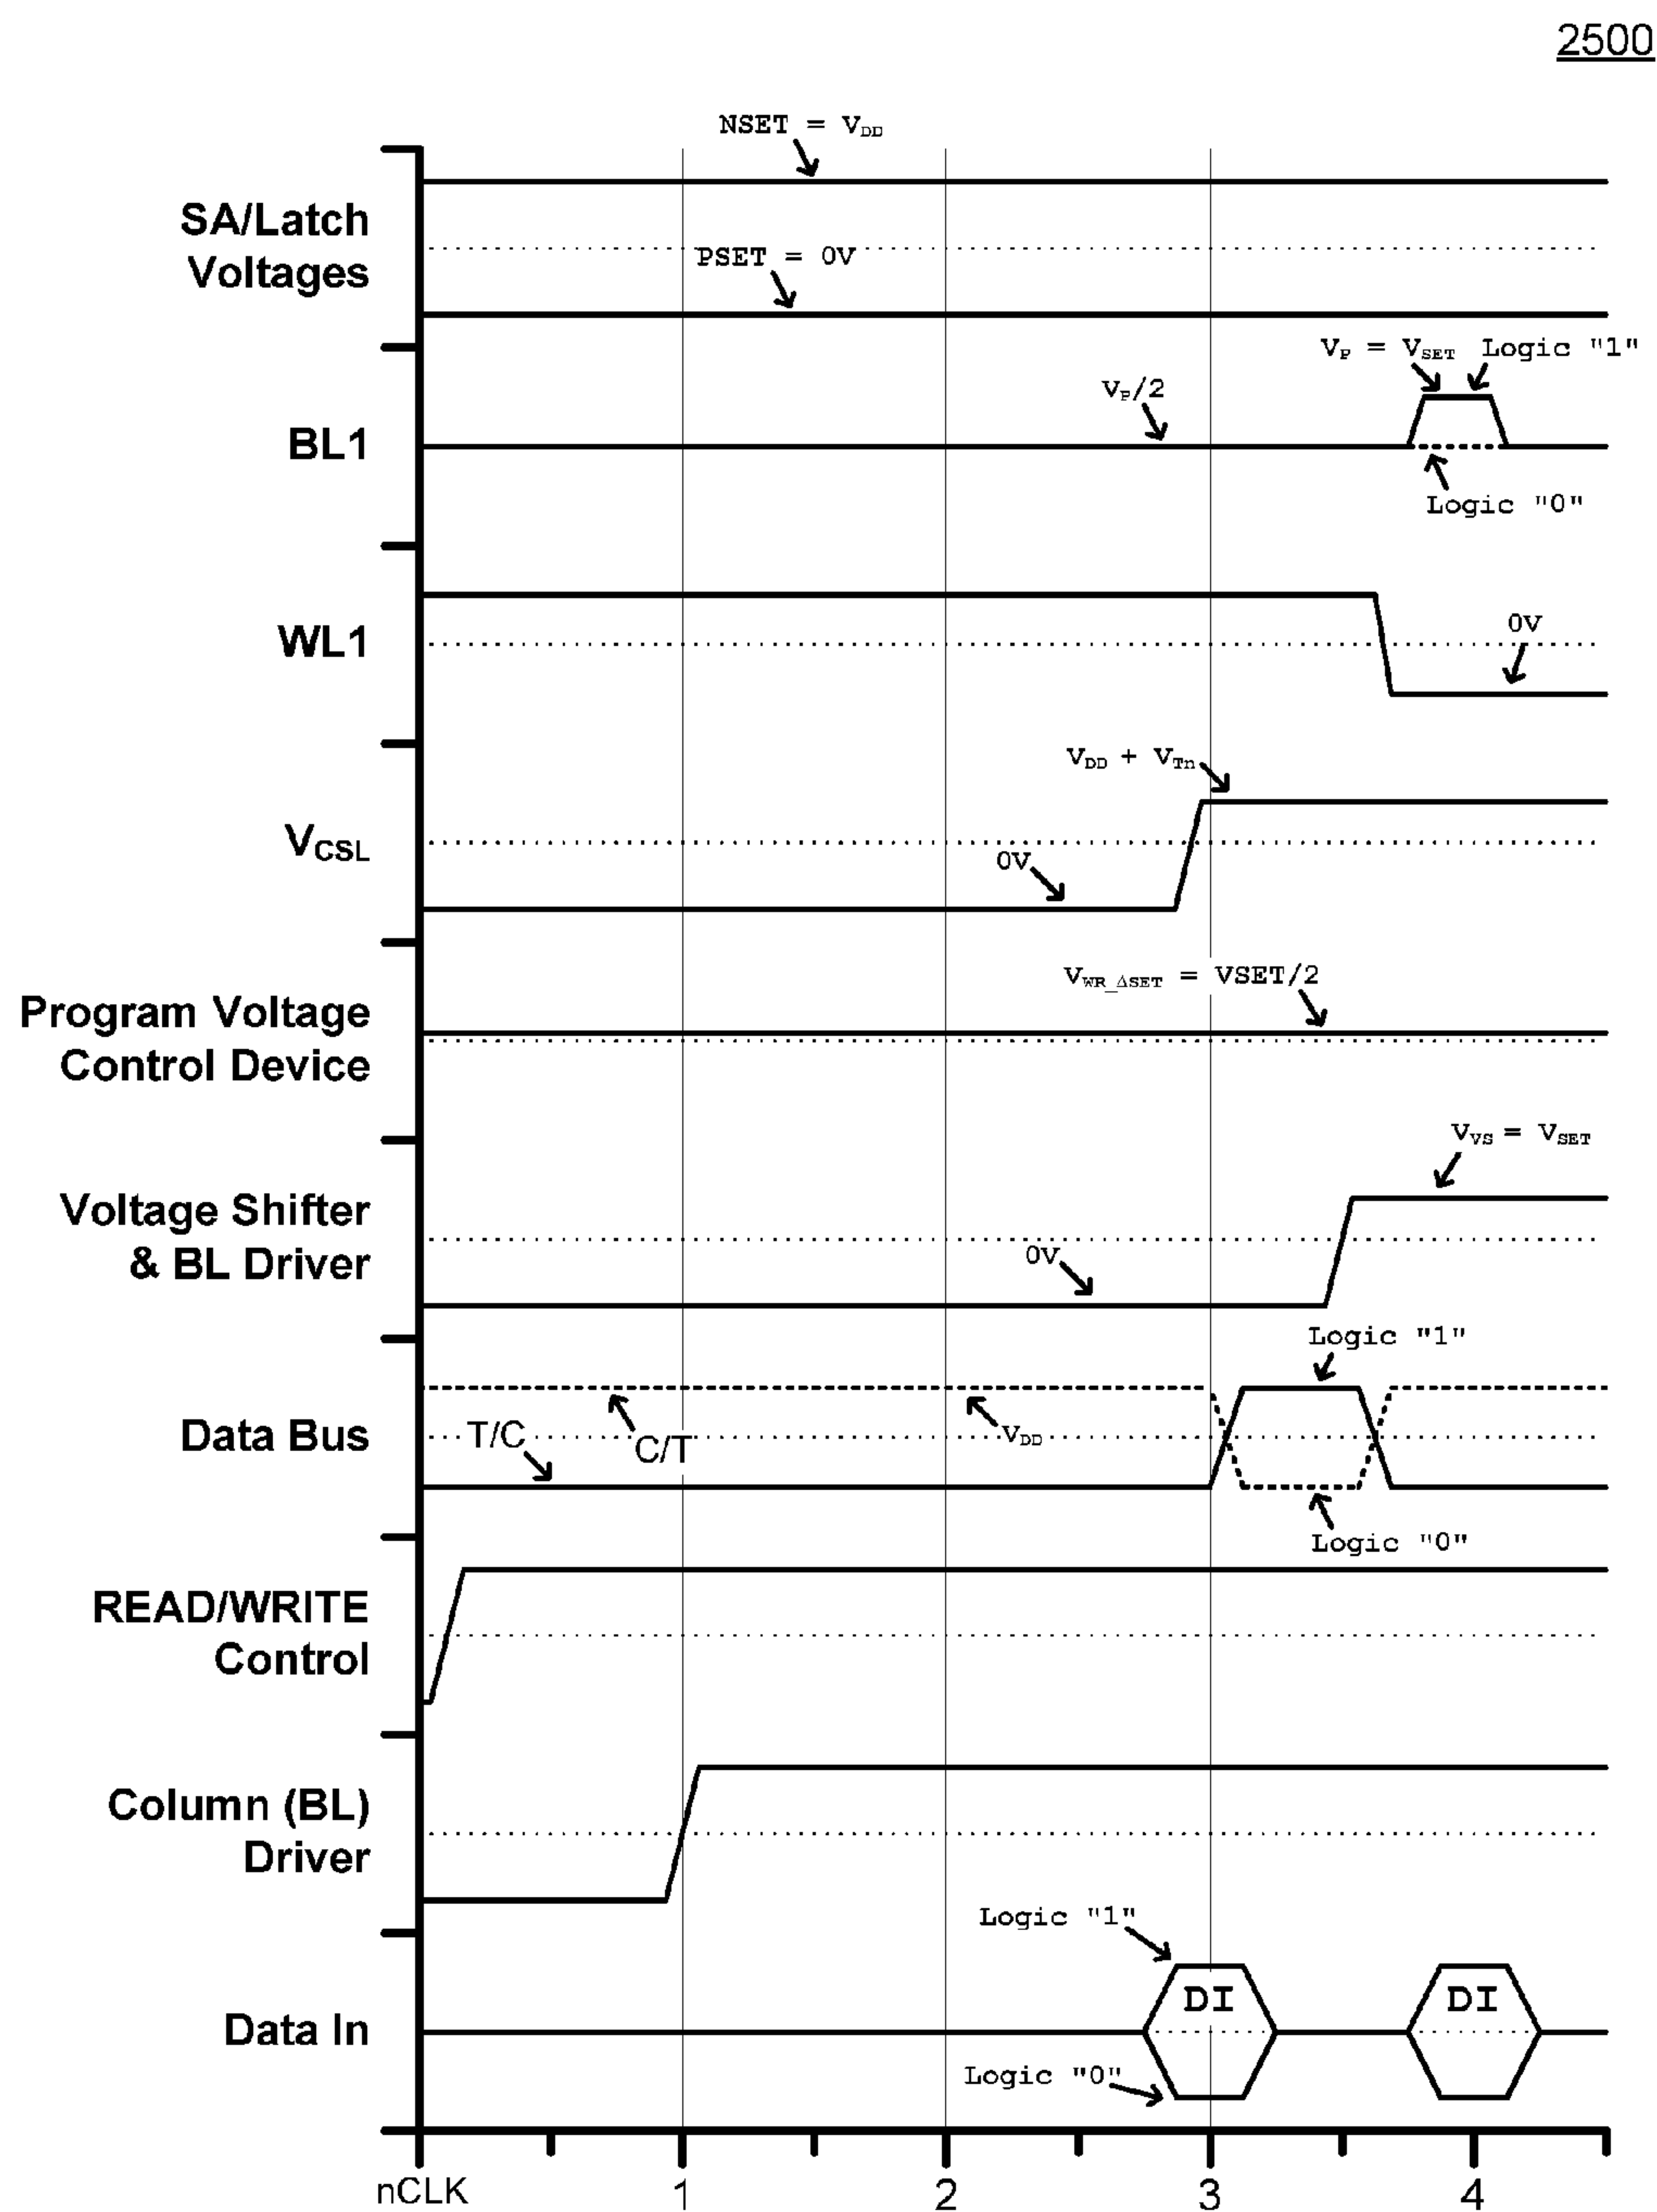 2500
NSET = VDD
SA/Latch
Voltages
PSET = 0V
VP = VSET Logic "1"
VP/2
BL1
Logic "0"
WL1
0V
VDD + VTn
VCSL
0V
VWR_ΔSET = VSET/2
Program Voltage
Control Device
VVS = VSET
Voltage Shifter
& BL Driver
0V
Logic "1"
Data Bus
T/C
C/T
VDD
Logic "0"
READ/WRITE
Control
Column (BL)
Driver
Logic "1"
DI
DI
Data In
Logic "0"
nCLK 1 2 3 4